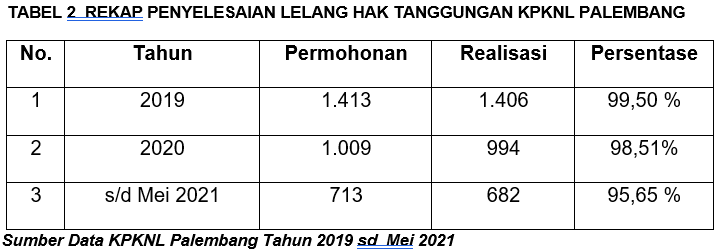 TABEL 2 REKAP PENYELESAIAN LELANG HAK TANGGUNGAN KPKNL PALEMBANG
No. Tahun Permohonan Realisasi Persentase
1 2019 1.413 1.406 99,50 %
2 2020 1.009 994 98,51%
3 s/d Mei 2021 713 682 95,65 %
Sumber Data KPKNL Palembang Tahun 2019 sd Mei 2021